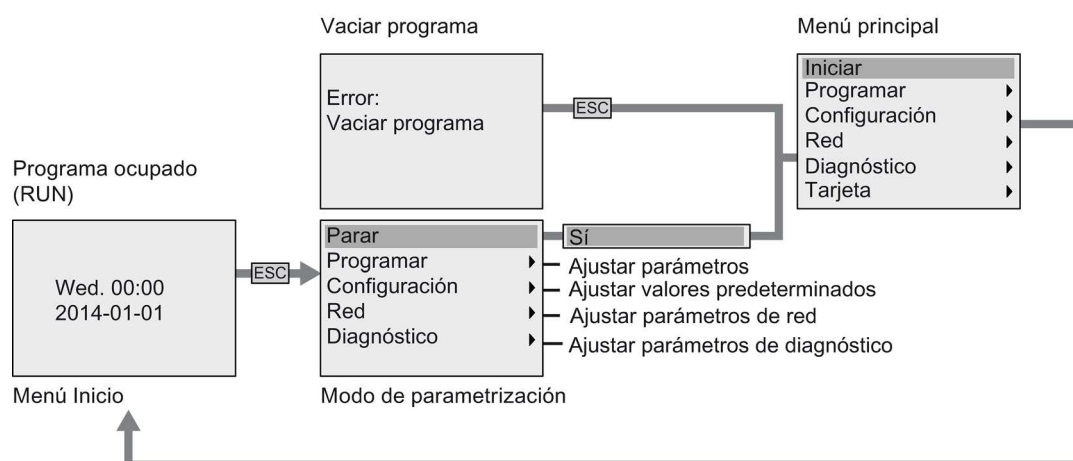 Vaciar programa
Menú principal
Error:
Vaciar programa
ESC
Iniciar
Programar
Configuración
Red
Diagnóstico
Tarjeta
Programa ocupado
(RUN)
Wed. 00:00
2014-01-01
Menú Inicio
ESC
Parar
Programar
Configuración
Red
Diagnóstico
Modo de parametrización
Sí
Ajustar parámetros
Ajustar valores predeterminados
Ajustar parámetros de red
Ajustar parámetros de diagnóstico